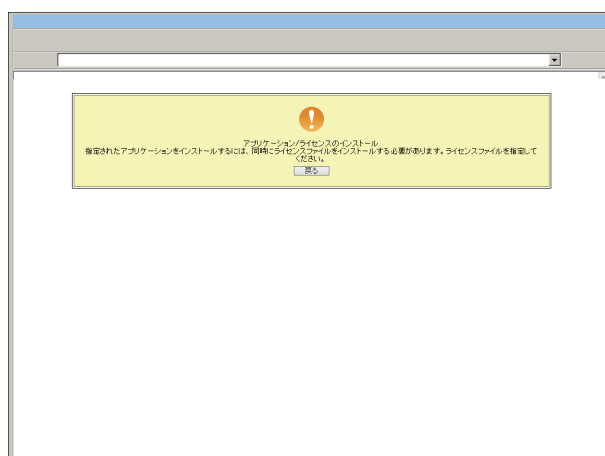 アプリケーション/ライセンスのインストール
指定されたアプリケーションをインストールするには、同時にライセンスファイルをインストールする必要があります。ライセンスファイルを指定して
ください。
戻る